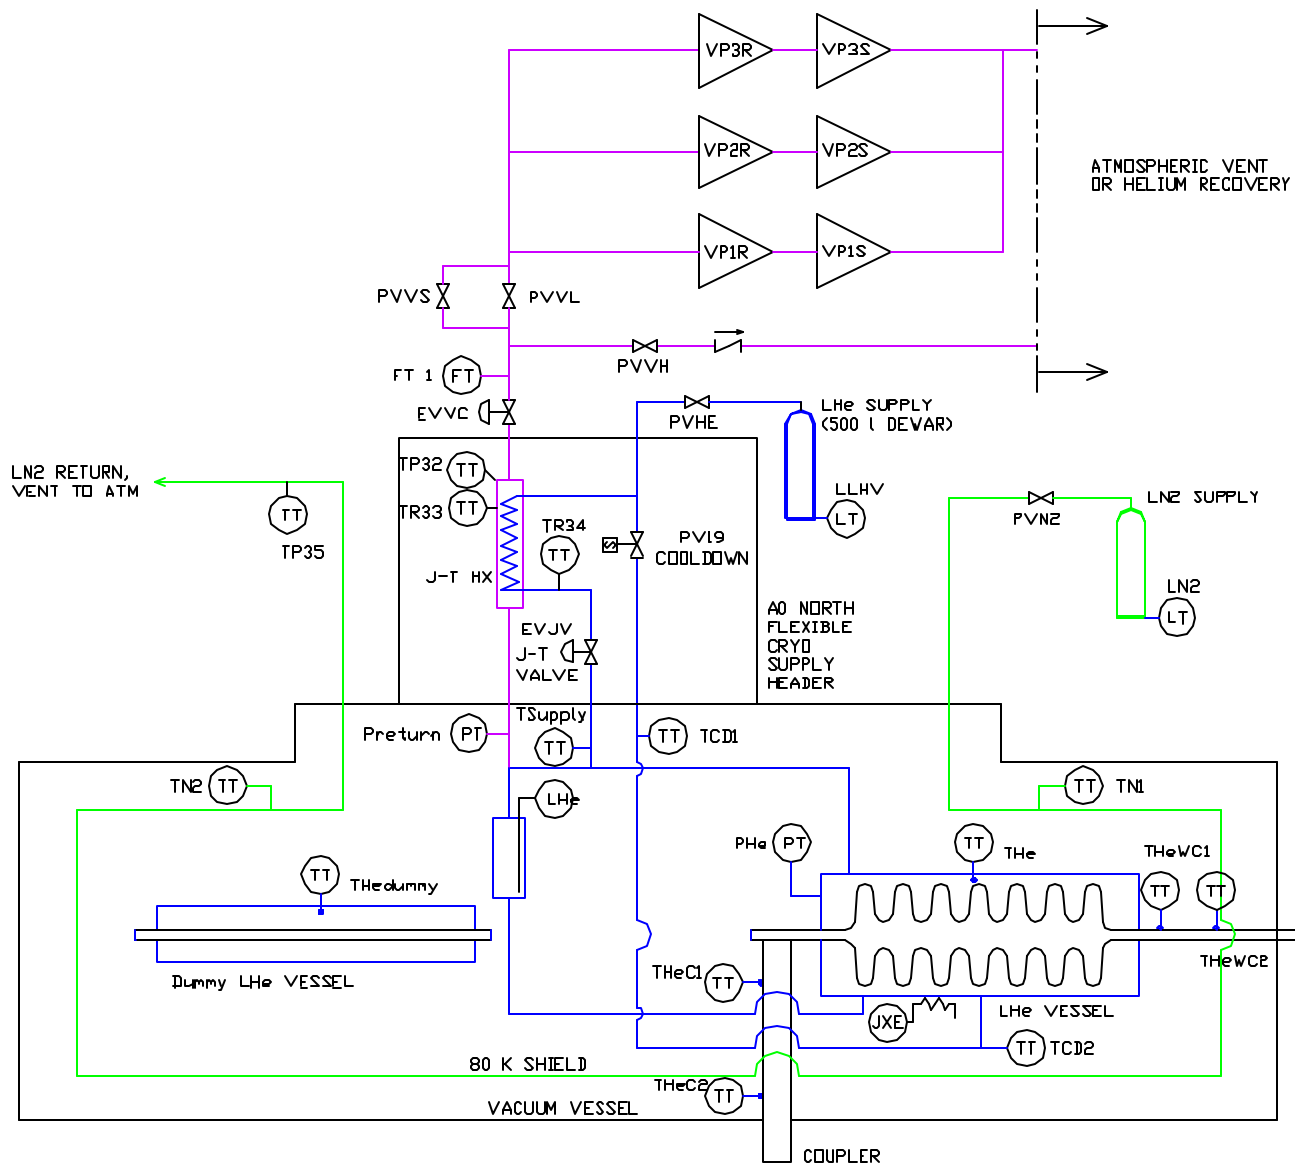 VP3R
VP3S
VP2R
VP2S
ATMOSPHERIC VENT
OR HELIUM RECOVERY
VP1R
VP1S
PVVS
PVVL
PVVH
FT 1
FT
EVVC
PVHE
LHe SUPPLY
(500 l DEWAR)
LN2 RETURN,
VENT TO ATM
TP32
TT
TR33
TT
TT
TP35
LLHV
LT
LN2 SUPPLY
PVN2
TR34
TT
S
PV19
COOLDOWN
J-T HX
LN2
LT
A0 NORTH
FLEXIBLE
CRYO
SUPPLY
HEADER
EVJV
J-T
VALVE
Preturn
PT
TSupply
TT
TT
TCD1
TN2
TT
LHe
TT
TN1
PHe
PT
TT
THe
THeWC1
TT
TT
THeWC2
TT
THedummy
Dummy LHe VESSEL
THeC1
TT
JXE
LHe VESSEL
TT
TCD2
80 K SHIELD
THeC2
TT
VACUUM VESSEL
COUPLER